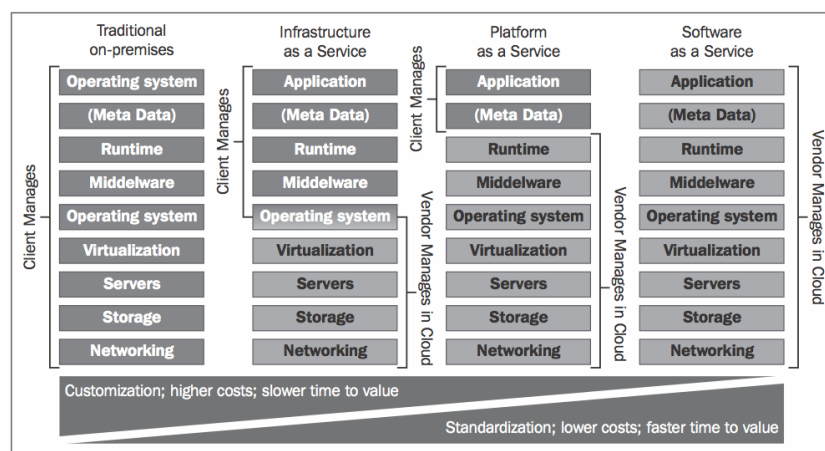 Traditional
on-premises
Infrastructure
as a Service
Platform
as a Service
Software
as a Service
Client Manages
Operating system
(Meta Data)
Runtime
Middelware
Operating system
Virtualization
Servers
Storage
Networking
Client Manages
Application
(Meta Data)
Runtime
Middelware
Operating system
Virtualization
Servers
Storage
Networking
Vendor Manages in Cloud
Client Manages
Application
(Meta Data)
Runtime
Middelware
Operating system
Virtualization
Servers
Storage
Networking
Vendor Manages in Cloud
Application
(Meta Data)
Runtime
Middelware
Operating system
Virtualization
Servers
Storage
Networking
Vendor Manages in Cloud
Customization; higher costs; slower time to value
Standardization; lower costs; faster time to value